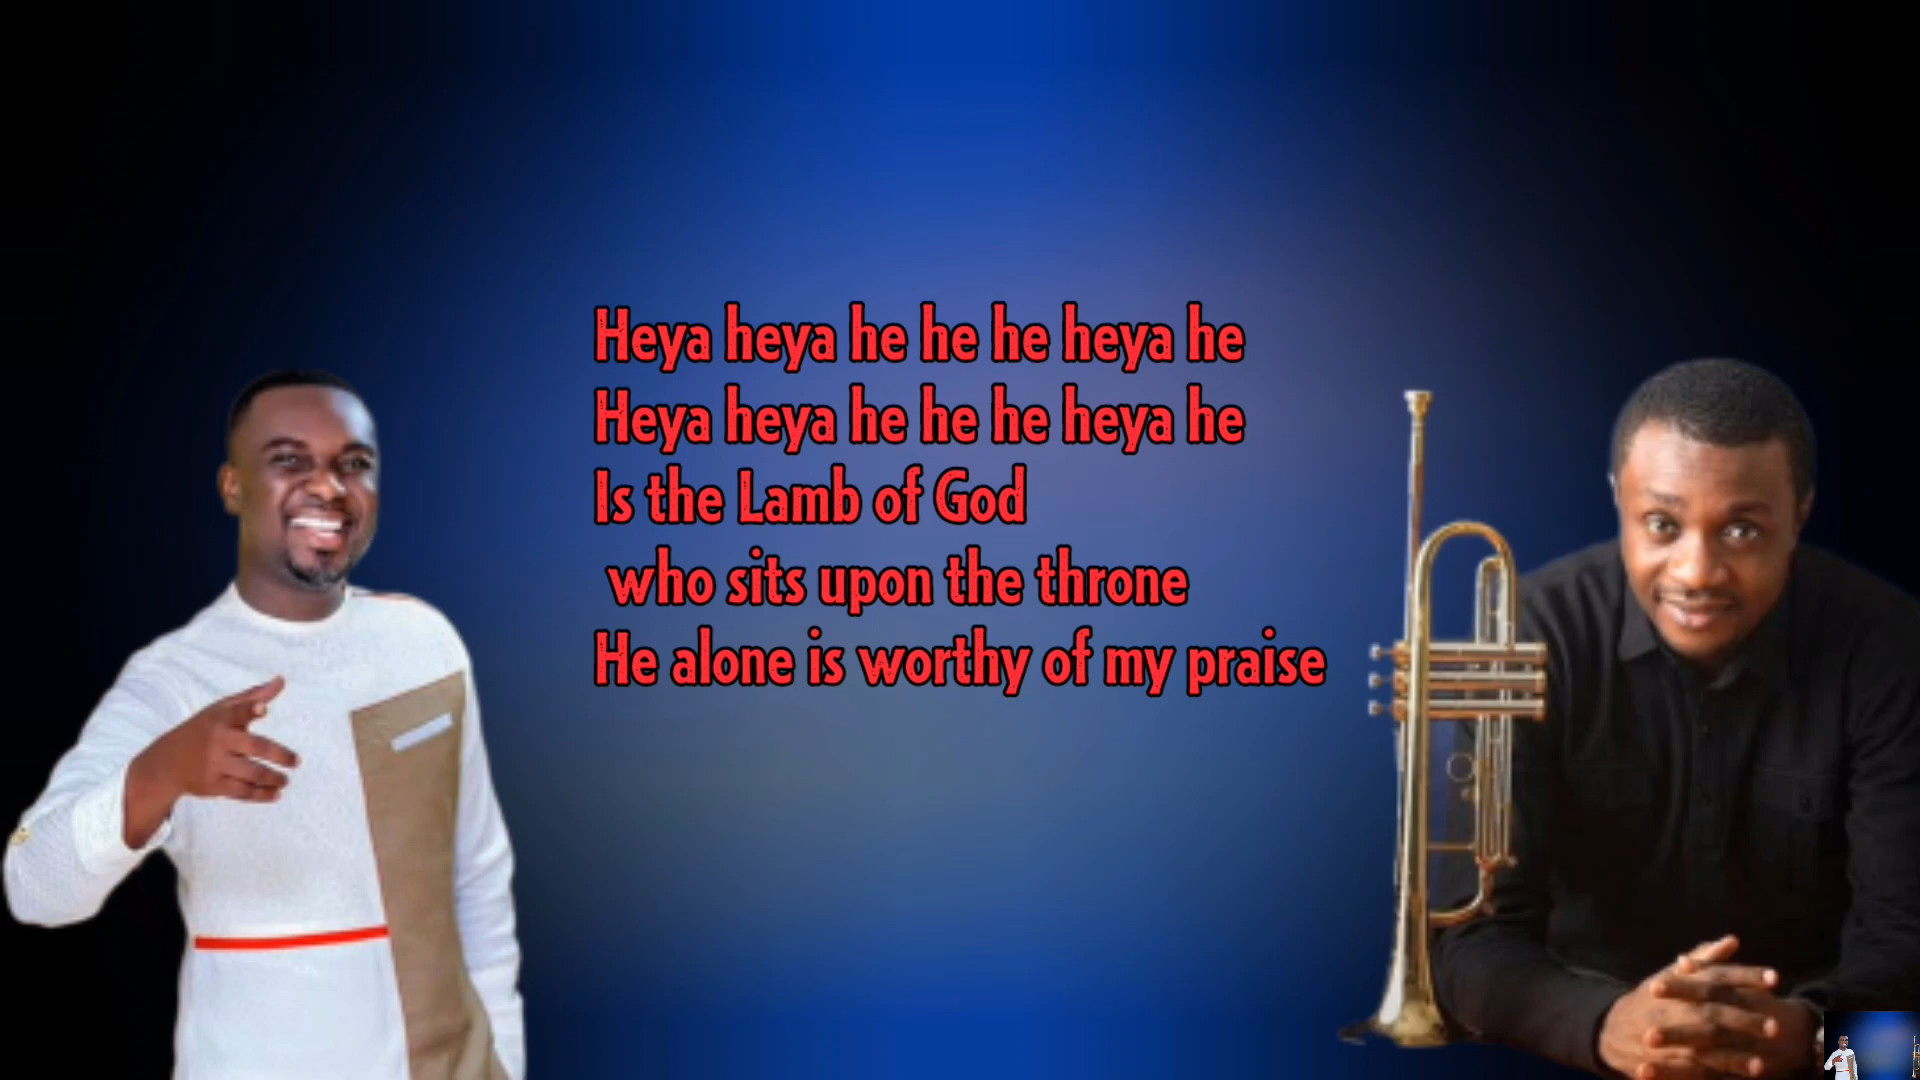 Heya heya he he he heya he
Heya heya he he he heya he
Is the Lamb of God
who sits upon the throne
He alone is worthy of my praise